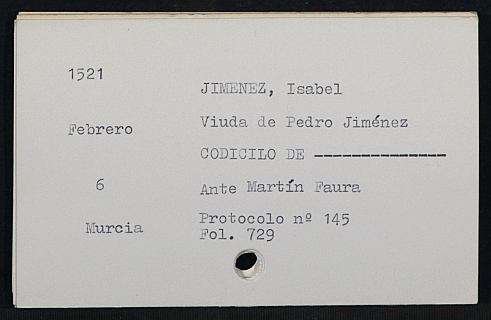 1521
JIMENEZ, Isabel
Febrero
Viuda de Pedro Jiménez
CODICILO DE --------------
6
Ante Martín Faura
Murcia
Protocolo nº 145
Fol. 729